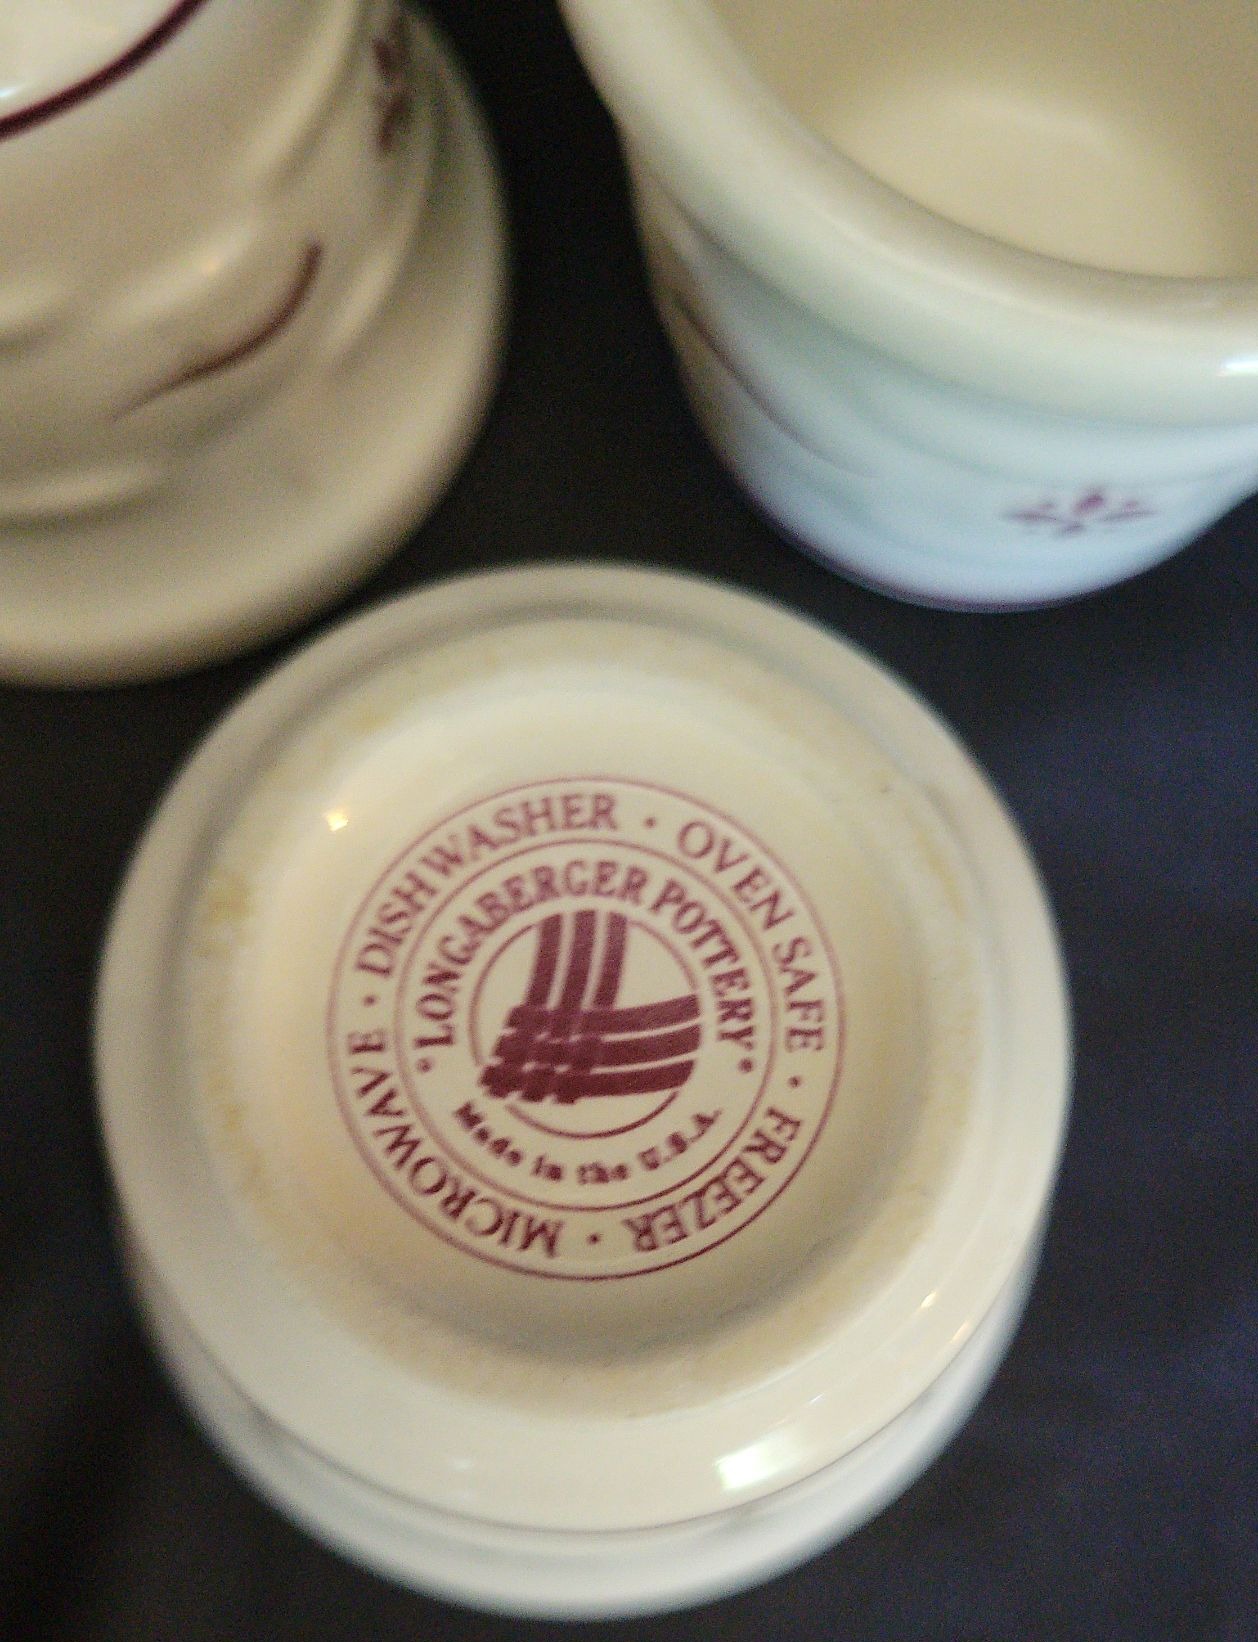 MICROWAVE · DISHWASHER · OVEN SAFE · FREEZER ·
• LONGABERGER POTTERY •
Made in the U.S.A.